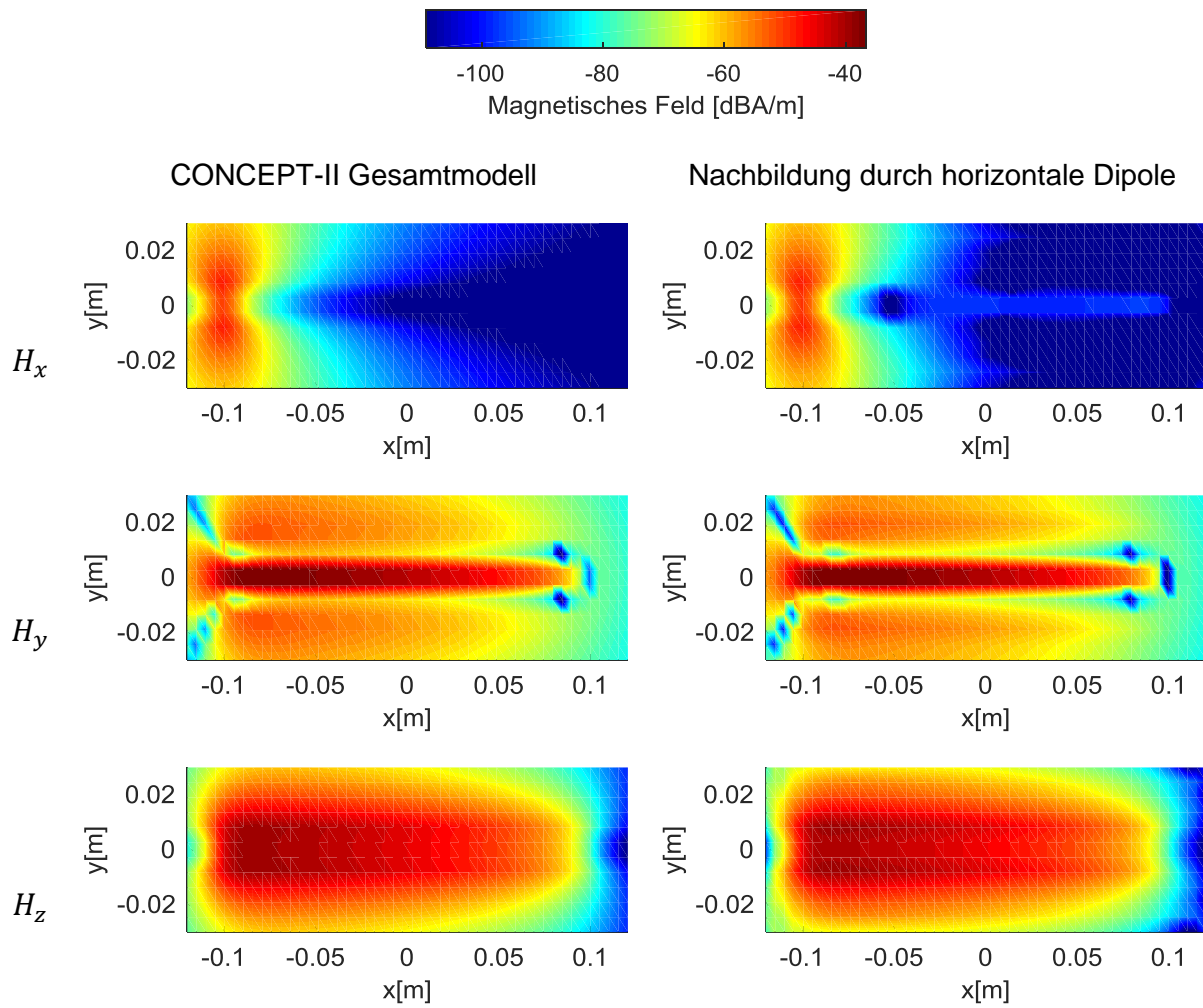 -100 -80 -60 -40
Magnetisches Feld [dBA/m]
CONCEPT-II Gesamtmodell
Nachbildung durch horizontale Dipole
H_x
y[m]
0.02
0
-0.02
-0.1 -0.05 0 0.05 0.1
x[m]
y[m]
0.02
0
-0.02
-0.1 -0.05 0 0.05 0.1
x[m]
H_y
y[m]
0.02
0
-0.02
-0.1 -0.05 0 0.05 0.1
x[m]
y[m]
0.02
0
-0.02
-0.1 -0.05 0 0.05 0.1
x[m]
H_z
y[m]
0.02
0
-0.02
-0.1 -0.05 0 0.05 0.1
x[m]
y[m]
0.02
0
-0.02
-0.1 -0.05 0 0.05 0.1
x[m]